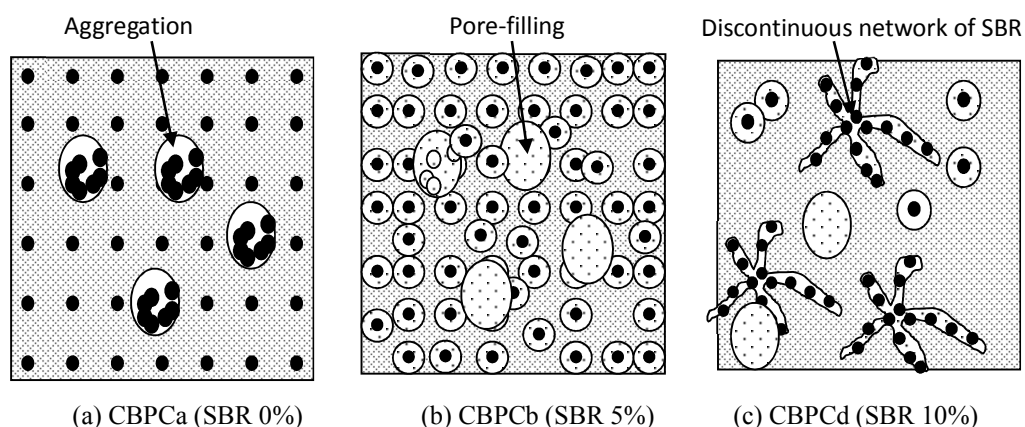 Aggregation
Pore-filling
Discontinuous network of SBR
(a) CBPCa (SBR 0%)
(b) CBPCb (SBR 5%)
(c) CBPCd (SBR 10%)